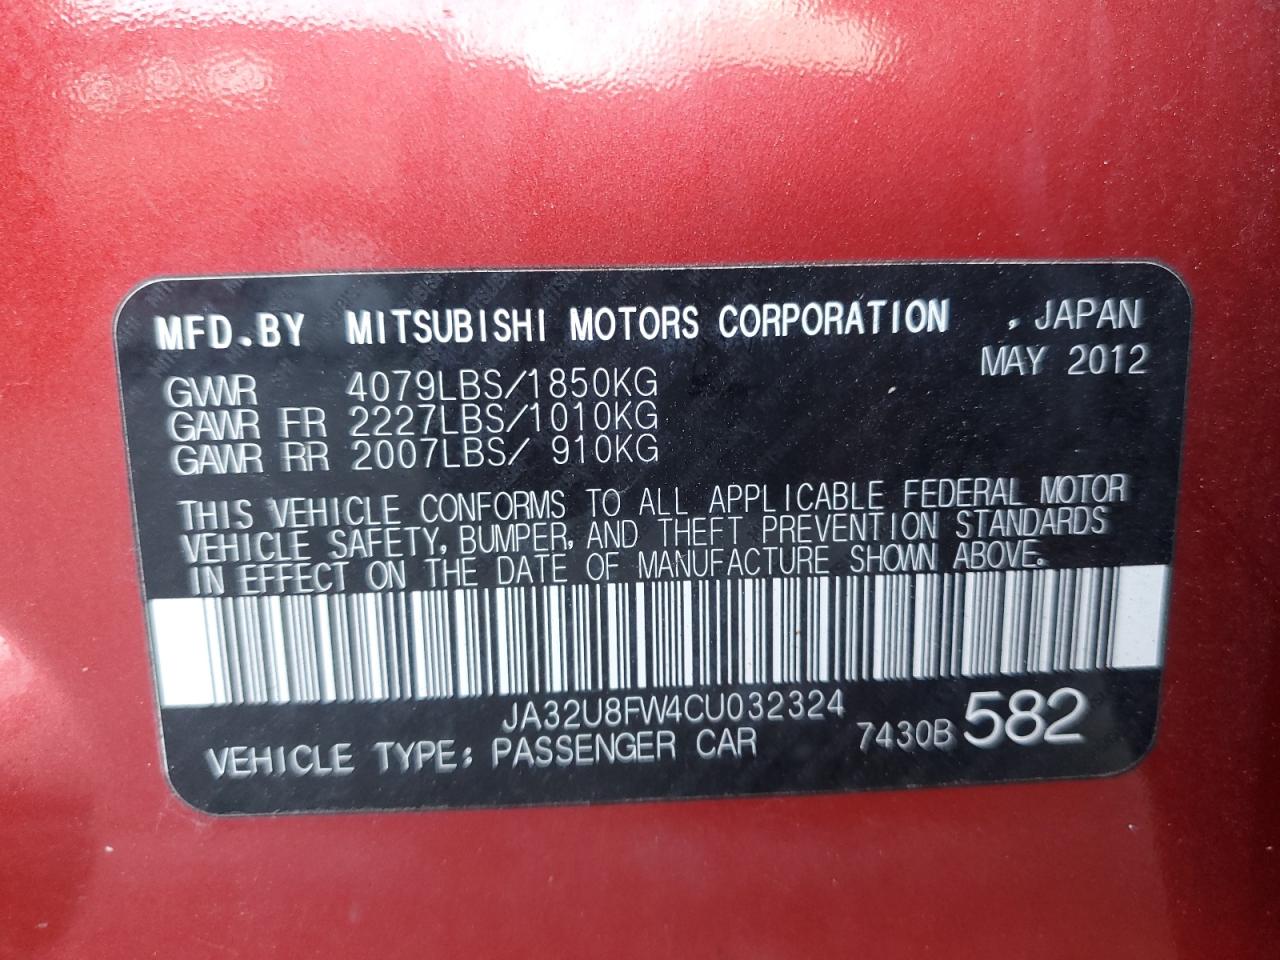 MFD.BY MITSUBISHI MOTORS CORPORATION , JAPAN
MAY 2012
GVWR 4079LBS/1850KG
GAWR FR 2227LBS/1010KG
GAWR RR 2007LBS/ 910KG
THIS VEHICLE CONFORMS TO ALL APPLICABLE FEDERAL MOTOR
VEHICLE SAFETY, BUMPER, AND THEFT PREVENTION STANDARDS
IN EFFECT ON THE DATE OF MANUFACTURE SHOWN ABOVE.
JA32U8FW4CU032324
VEHICLE TYPE; PASSENGER CAR 7430B 582